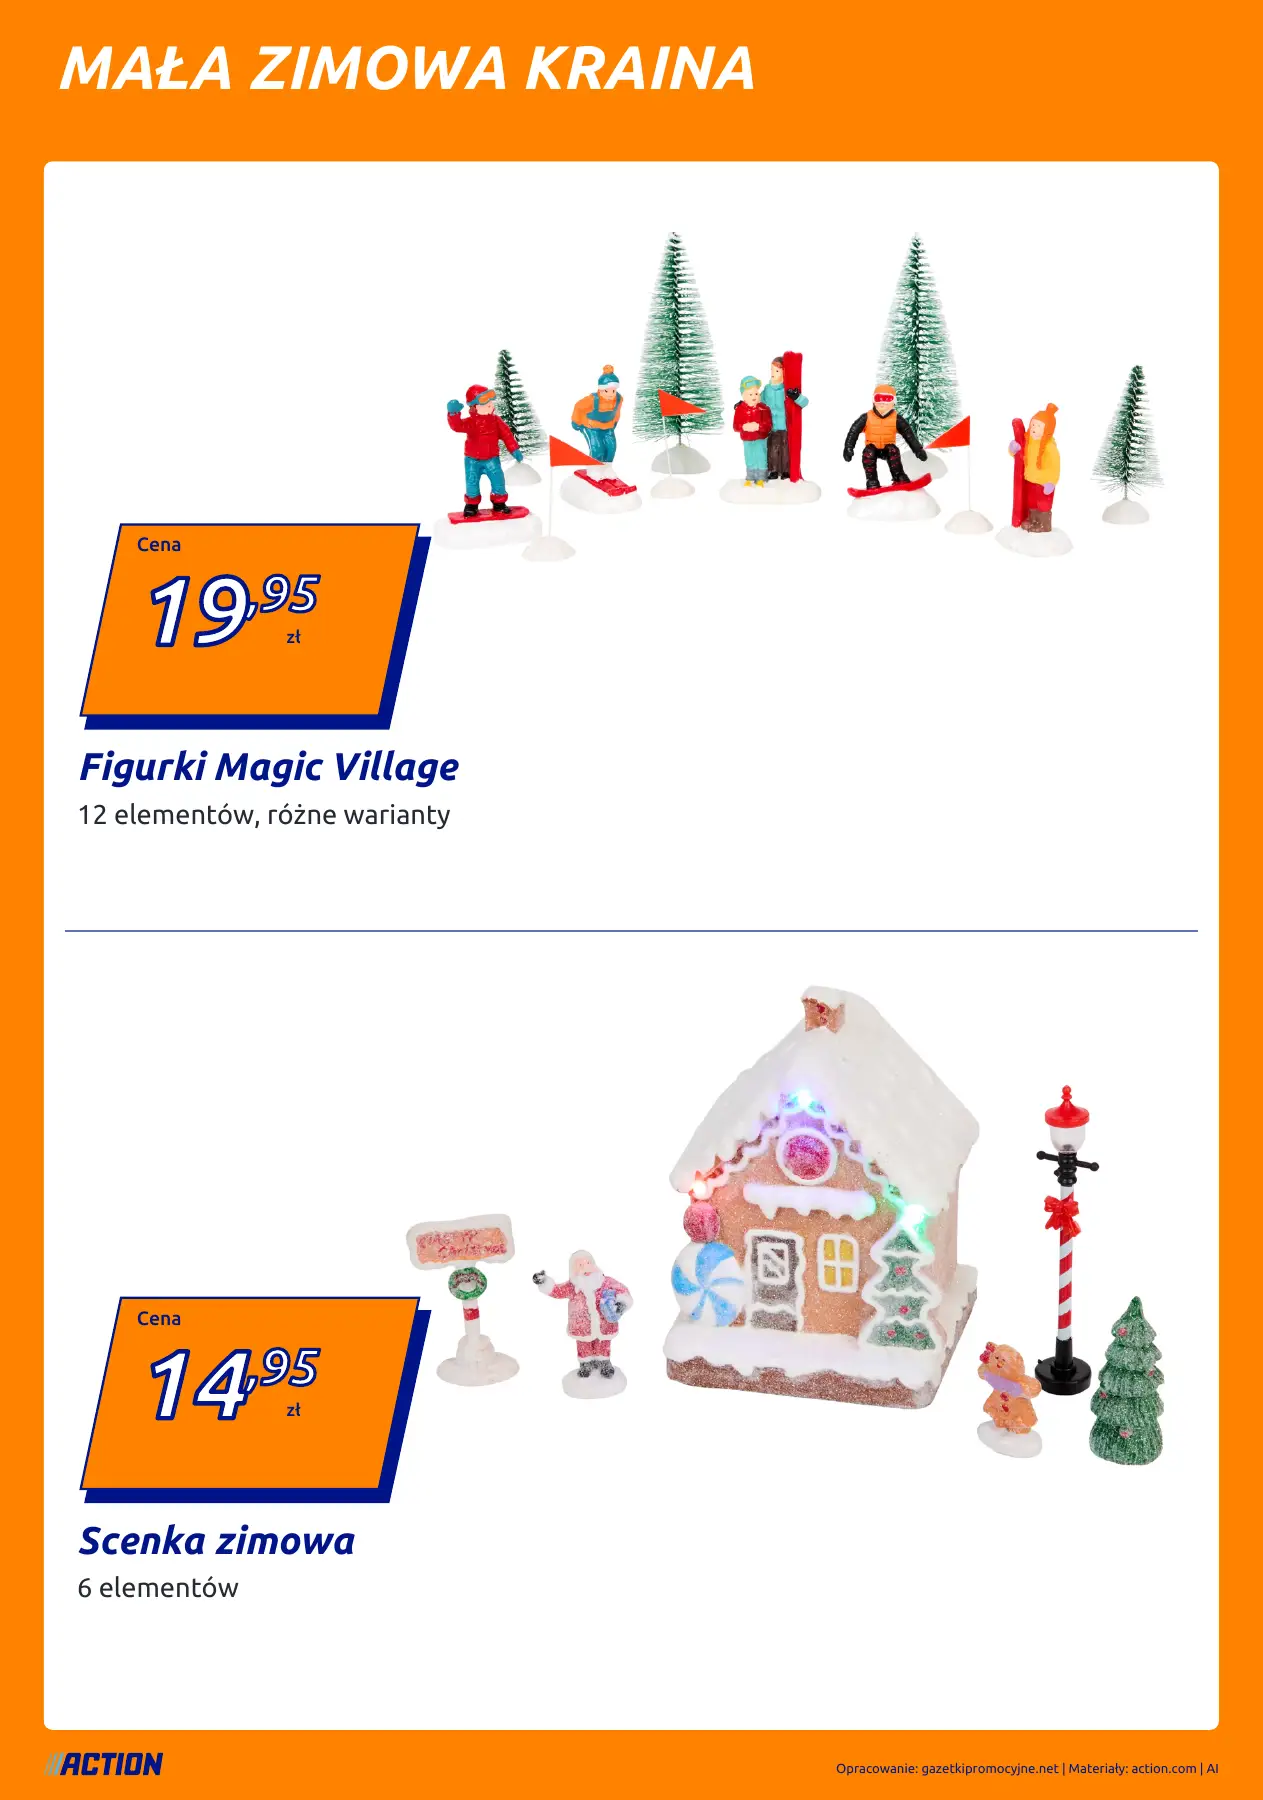 MAŁA ZIMOWA KRAINA
Cena
19,95
zł
Figurki Magic Village
12 elementów, różne warianty
Cena
14,95
zł
Scenka zimowa
6 elementów
ACTION
Opracowanie: gazetkipromocyjne.net | Materiały: action.com | AI